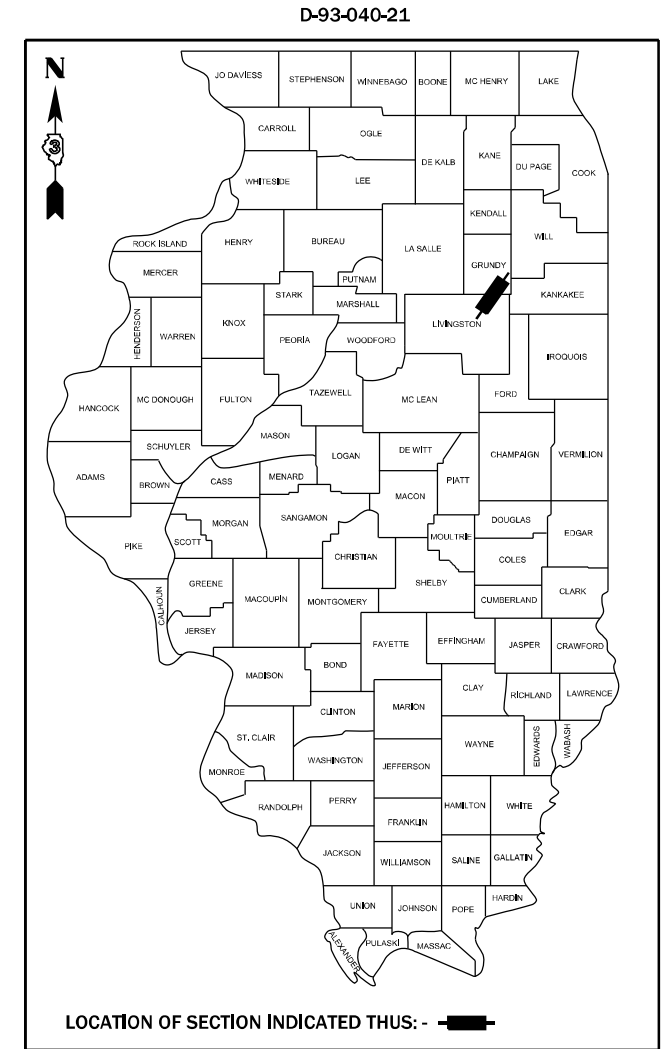 D-93-040-21
N
3
JO DAVIESS STEPHENSON WINNEBAGO BOONE MC HENRY LAKE
CARROLL OGLE DE KALB KANE DU PAGE COOK
WHITESIDE LEE KENDALL
ROCK ISLAND HENRY BUREAU LA SALLE GRUNDY WILL
MERCER PUTNAM KANKAKEE
HENDERSON WARREN KNOX STARK MARSHALL LIVINGSTON
PEORIA WOODFORD IROQUOIS
HANCOCK MC DONOUGH FULTON TAZEWELL MC LEAN FORD
SCHUYLER MASON LOGAN DE WITT CHAMPAIGN VERMILION
ADAMS BROWN CASS MENARD MACON PIATT
PIKE SCOTT MORGAN SANGAMON MOULTRIE DOUGLAS EDGAR
CHRISTIAN COLES
CALHOUN GREENE MACOUPIN MONTGOMERY SHELBY CUMBERLAND CLARK
JERSEY FAYETTE EFFINGHAM JASPER CRAWFORD
MADISON BOND
CLINTON MARION CLAY RICHLAND LAWRENCE
ST. CLAIR WASHINGTON WAYNE EDWARDS WABASH
MONROE JEFFERSON
RANDOLPH PERRY HAMILTON WHITE
FRANKLIN
JACKSON WILLIAMSON SALINE GALLATIN
UNION JOHNSON POPE HARDIN
ALEXANDER PULASKI MASSAC
LOCATION OF SECTION INDICATED THUS: -